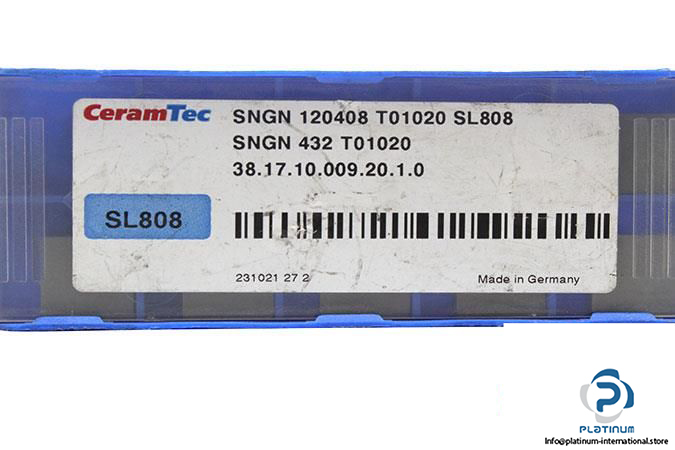 CeramTec
SNGN 120408 T01020 SL808
SNGN 432 T01020
38.17.10.009.20.1.0
SL808
231021 27 2
Made in Germany
PLATINUM
Info@platinum-international.store